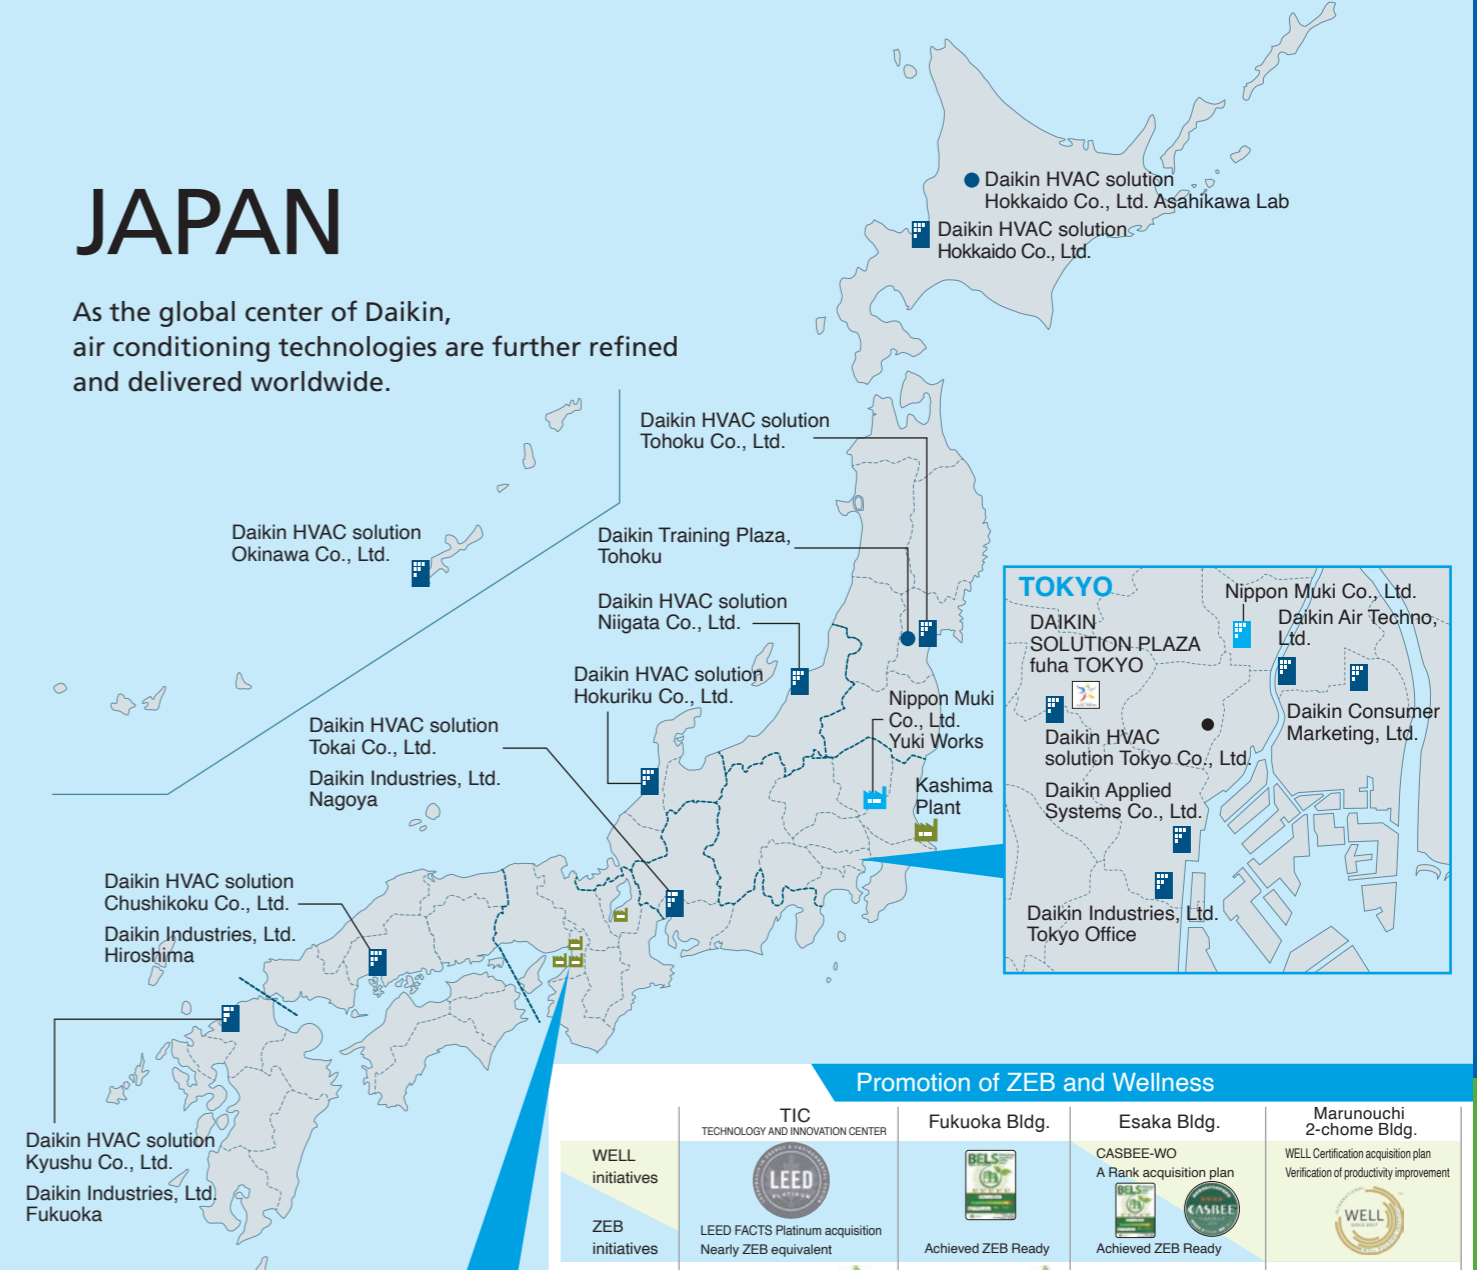 JAPAN
As the global center of Daikin,
air conditioning technologies are further refined
and delivered worldwide.
Daikin HVAC solution
Hokkaido Co., Ltd. Asahikawa Lab
Daikin HVAC solution
Hokkaido Co., Ltd.
Daikin HVAC solution
Tohoku Co., Ltd.
Daikin HVAC solution
Okinawa Co., Ltd.
Daikin Training Plaza,
Tohoku
Daikin HVAC solution
Niigata Co., Ltd.
Daikin HVAC solution
Hokuriku Co., Ltd.
Daikin HVAC solution
Tokai Co., Ltd.
Daikin Industries, Ltd.
Nagoya
Nippon Muki
Co., Ltd.
Yuki Works
Kashima
Plant
Daikin HVAC solution
Chushikoku Co., Ltd.
Daikin Industries, Ltd.
Hiroshima
Daikin HVAC solution
Kyushu Co., Ltd.
Daikin Industries, Ltd.
Fukuoka
TOKYO
Nippon Muki Co., Ltd.
Daikin Air Techno,
Ltd.
DAIKIN
SOLUTION PLAZA
fuha TOKYO
Daikin Consumer
Marketing, Ltd.
Daikin HVAC
solution Tokyo Co., Ltd.
Daikin Applied
Systems Co., Ltd.
Daikin Industries, Ltd.
Tokyo Office
Promotion of ZEB and Wellness
TIC
TECHNOLOGY AND INNOVATION CENTER
Fukuoka Bldg.
Esaka Bldg.
Marunouchi
2-chome Bldg.
WELL
initiatives
ZEB
initiatives
LEED
PLATINUM
LEED FACTS Platinum acquisition
Nearly ZEB equivalent
BELS
Achieved ZEB Ready
CASBEE-WO
A Rank acquisition plan
BELS
CASBEE
Achieved ZEB Ready
WELL Certification acquisition plan
Verification of productivity improvement
WELL